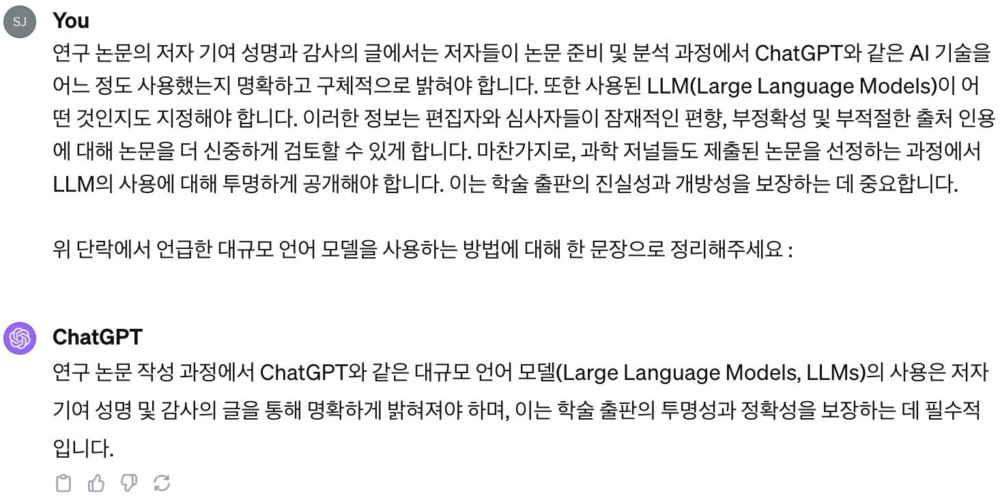 SJ
You
연구 논문의 저자 기여 성명과 감사의 글에서는 저자들이 논문 준비 및 분석 과정에서 ChatGPT와 같은 AI 기술을
어느 정도 사용했는지 명확하고 구체적으로 밝혀야 합니다. 또한 사용된 LLM(Large Language Models)이 어
떤 것인지도 지정해야 합니다. 이러한 정보는 편집자와 심사자들이 잠재적인 편향, 부정확성 및 부적절한 출처 인용
에 대해 논문을 더 신중하게 검토할 수 있게 합니다. 마찬가지로, 과학 저널들도 제출된 논문을 선정하는 과정에서
LLM의 사용에 대해 투명하게 공개해야 합니다. 이는 학술 출판의 진실성과 개방성을 보장하는 데 중요합니다.
위 단락에서 언급한 대규모 언어 모델을 사용하는 방법에 대해 한 문장으로 정리해주세요 :
ChatGPT
연구 논문 작성 과정에서 ChatGPT와 같은 대규모 언어 모델(Large Language Models, LLMs)의 사용은 저자
기여 성명 및 감사의 글을 통해 명확하게 밝혀져야 하며, 이는 학술 출판의 투명성과 정확성을 보장하는 데 필수적
입니다.